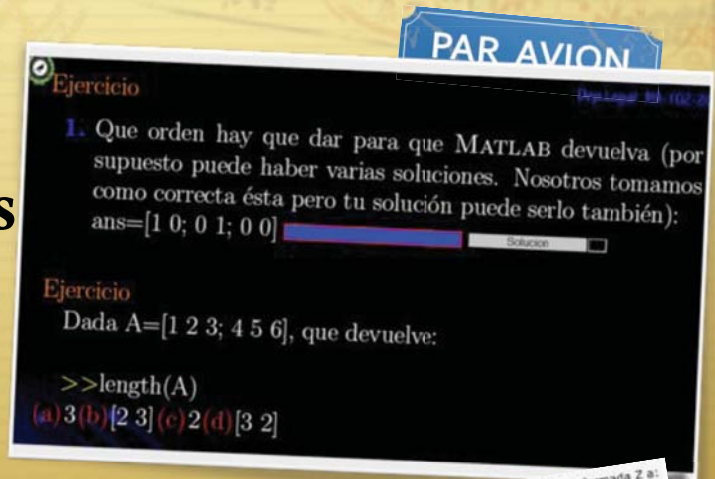 PAR AVION
s
Ejercicio
1. Que orden hay que dar para que MATLAB devuelva (por
supuesto puede haber varias soluciones. Nosotros tomamos
como correcta ésta pero tu solución puede serlo también):
ans=[1 0; 0 1; 0 0]
Solucion
Ejercicio
Dada A=[1 2 3; 4 5 6], que devuelve:
>>length(A)
(a) 3 (b) [2 3] (c) 2 (d) [3 2]
Z a: